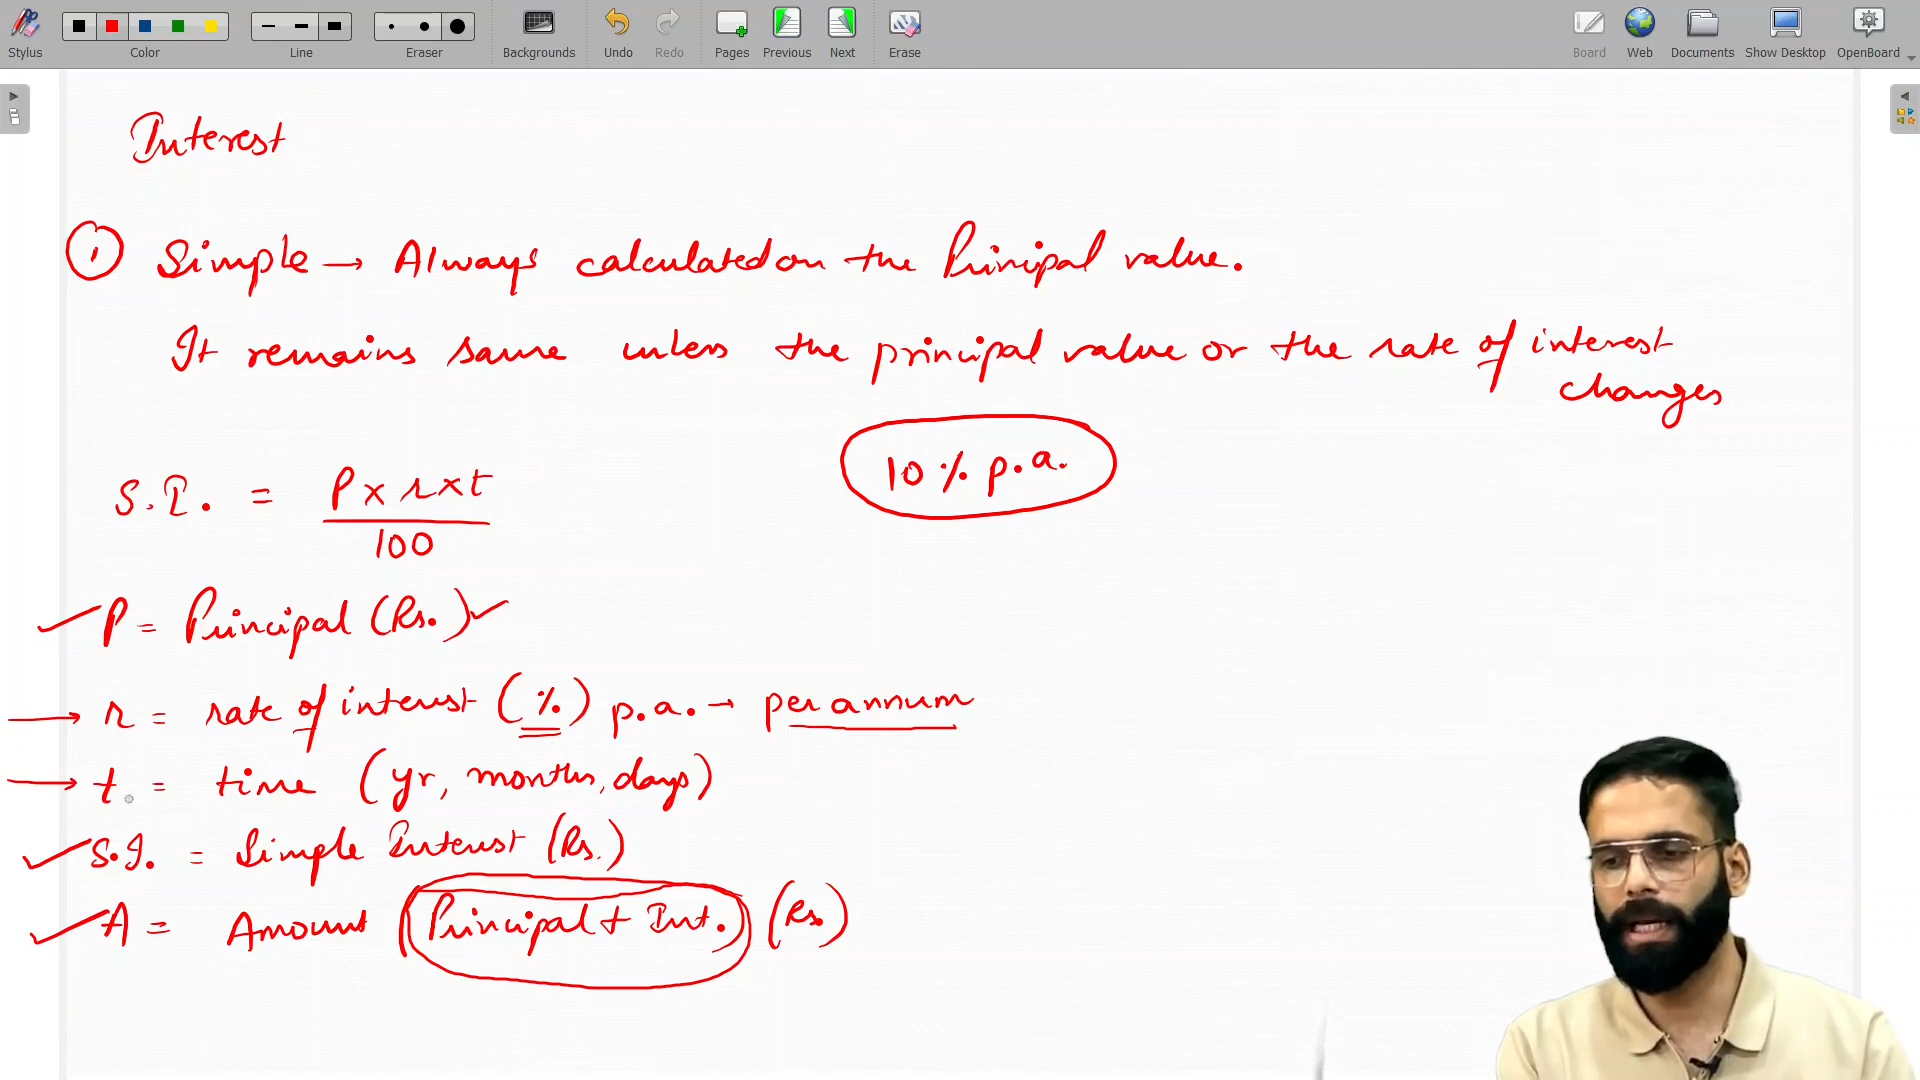 Stylus Color Line Eraser Backgrounds Undo Redo Pages Previous Next Erase Board Web Documents Show Desktop OpenBoard
Interest
1 Simple → Always calculated on the Principal value.
It remains same unless the principal value or the rate of interest
changes
10 % p.a.
S.I. = P x r x t
100
P = Principal (Rs.)
r = rate of interest (%) p.a. → per annum
t = time (yr, months, days)
S.I. = Simple Interest (Rs.)
A = Amount (Principal + Int.) (Rs.)